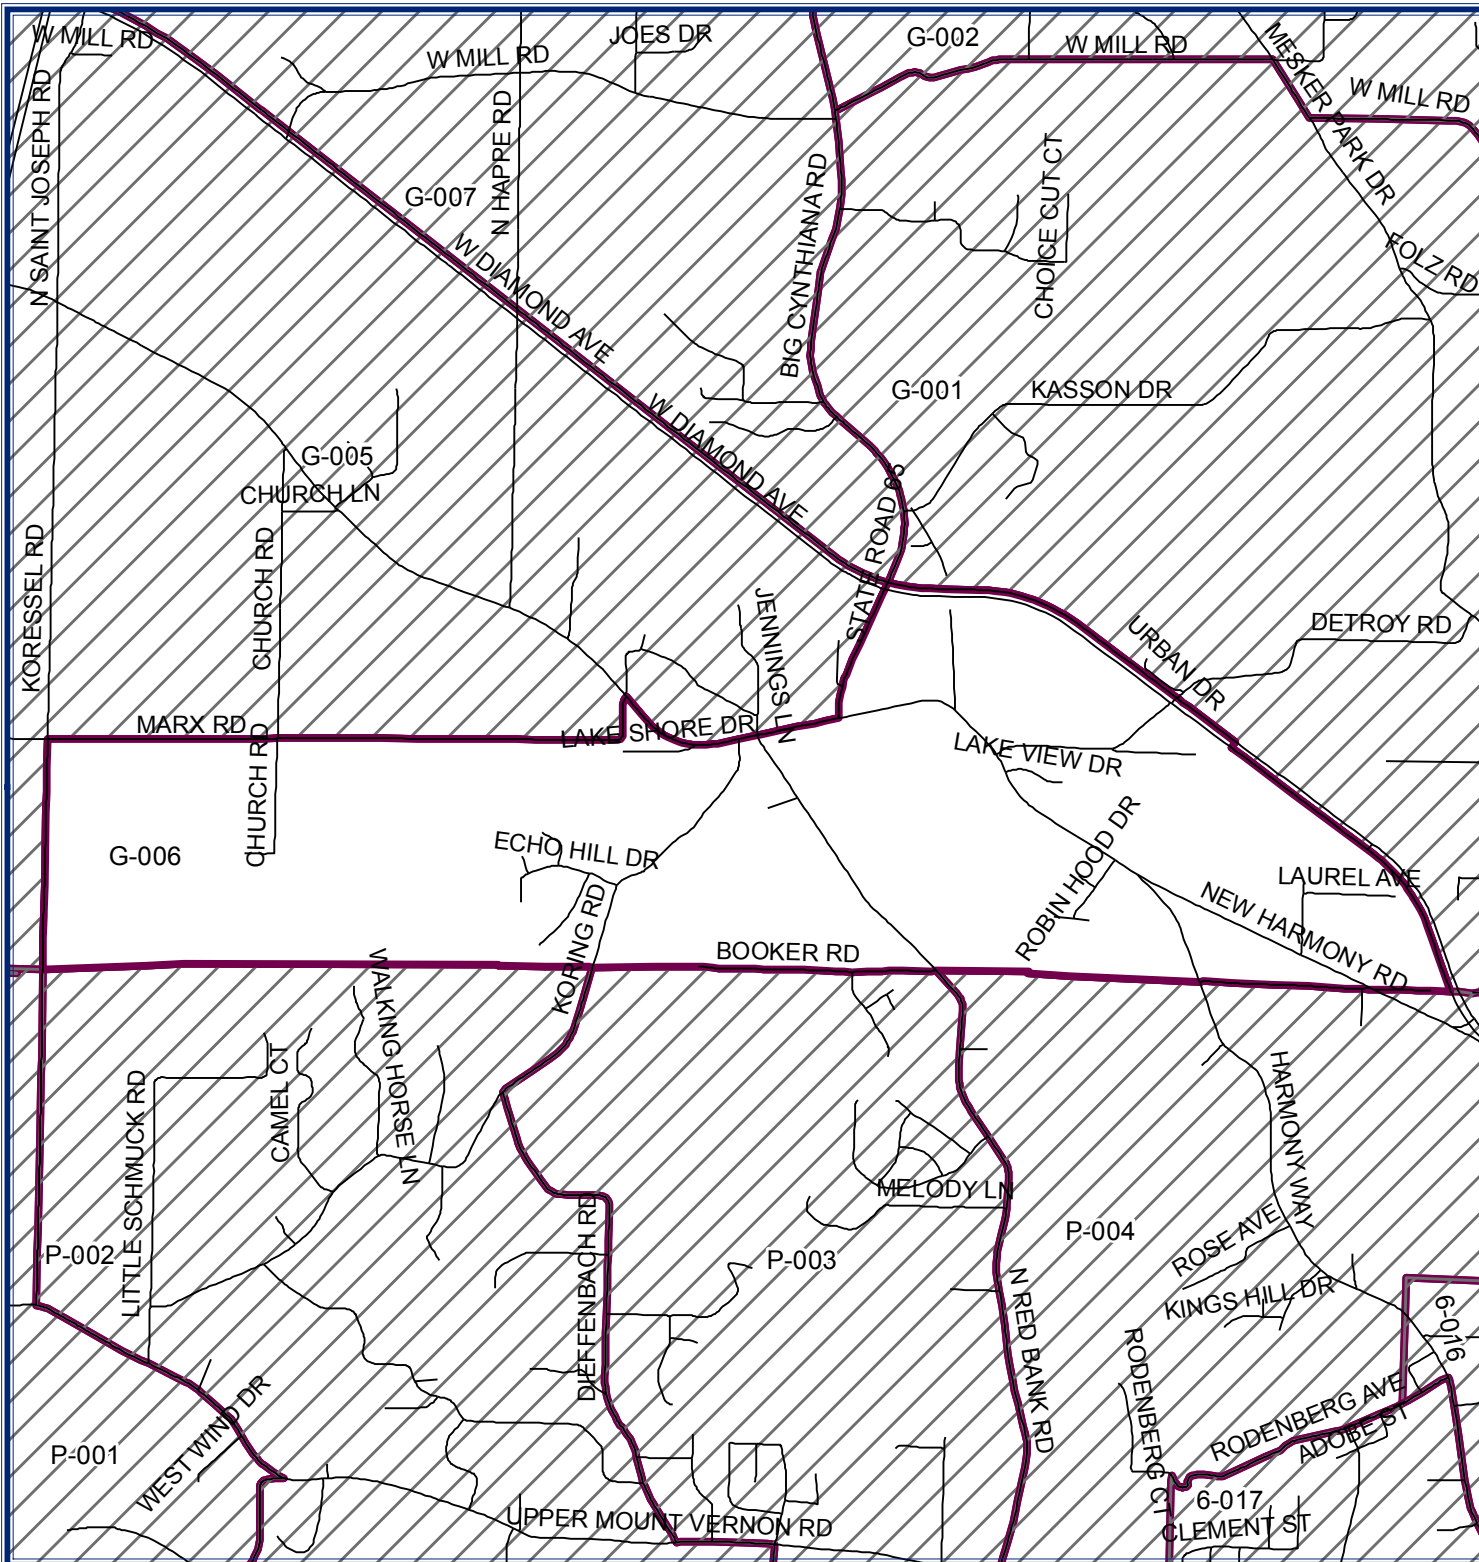 W MILL RD
JOES DR
G-002
W MILL RD
W MILL RD
MESKER PARK DR
W MILL RD
N SAINT JOSEPH RD
N HAPPE RD
G-007
BIG CYNTHIANA RD
CHOICE CUT CT
FOLZ RD
W DIAMOND AVE
G-001
KASSON DR
W DIAMOND AVE
G-005
CHURCH LN
STATE ROAD 65
KORESSEL RD
CHURCH RD
JENNINGS LN
URBAN DR
DETROY RD
MARX RD
LAKE SHORE DR
LAKE VIEW DR
CHURCH RD
G-006
ECHO HILL DR
ROBIN HOOD DR
LAUREL AVE
NEW HARMONY RD
KORING RD
BOOKER RD
WALKING HORSE LN
CAMEL CT
LITTLE SCHMUCK RD
HARMONY WAY
MELODY LN
P-002
DIEFFENBACH RD
P-003
P-004
ROSE AVE
KINGS HILL DR
N RED BANK RD
6-016
RODENBERG CT
RODENBERG AVE
ADOBE ST
WEST WIND DR
P-001
6-017
UPPER MOUNT VERNON RD
CLEMENT ST